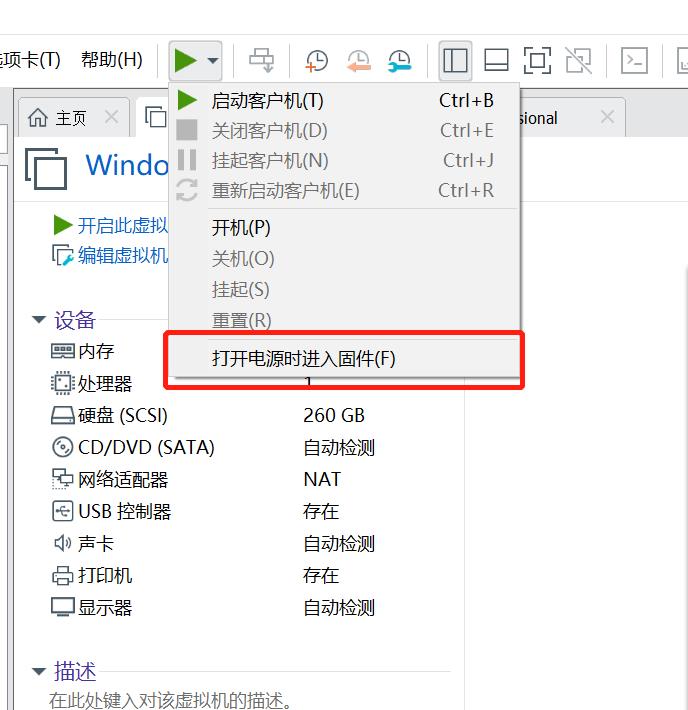 项卡(T) 帮助(H)
主页
sional
启动客户机(T) Ctrl+B
关闭客户机(D) Ctrl+E
挂起客户机(N) Ctrl+J
重新启动客户机(E) Ctrl+R
开机(P)
关机(O)
挂起(S)
重置(R)
打开电源时进入固件(F)
Windo
开启此虚拟
编辑虚拟机
设备
内存
处理器 1
硬盘 (SCSI) 260 GB
CD/DVD (SATA) 自动检测
网络适配器 NAT
USB 控制器 存在
声卡 自动检测
打印机 存在
显示器 自动检测
描述
在此处键入对该虚拟机的描述。